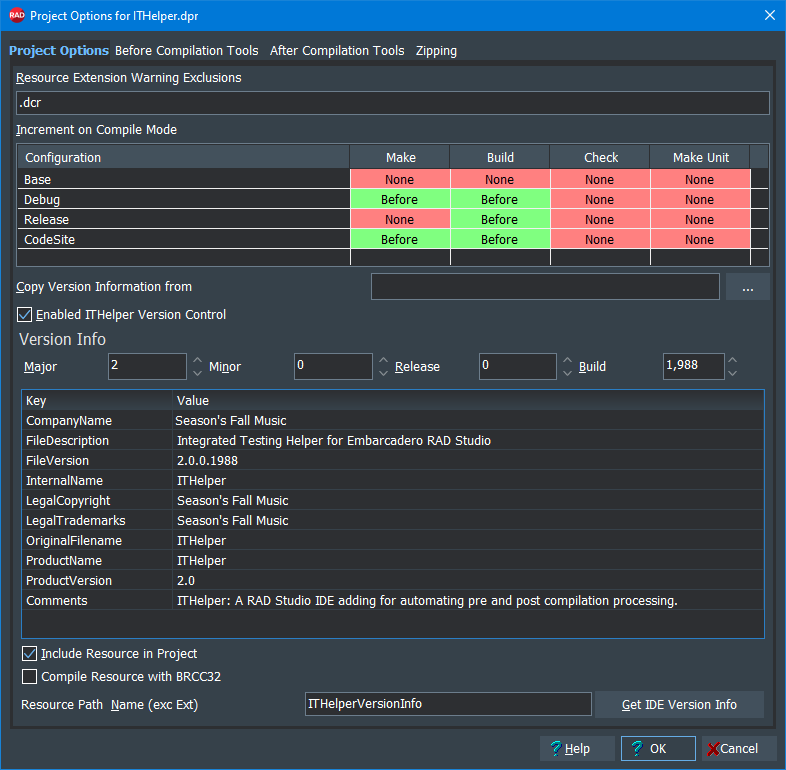 RAD Project Options for ITHelper.dpr
Project Options Before Compilation Tools After Compilation Tools Zipping
Resource Extension Warning Exclusions
.dcr
Increment on Compile Mode
Configuration Make Build Check Make Unit
Base None None None None
Debug Before Before None None
Release None Before None None
CodeSite Before Before None None
Copy Version Information from ...
Enabled ITHelper Version Control
Version Info
Major 2 Minor 0 Release 0 Build 1,988
Key Value
CompanyName Season's Fall Music
FileDescription Integrated Testing Helper for Embarcadero RAD Studio
FileVersion 2.0.0.1988
InternalName ITHelper
LegalCopyright Season's Fall Music
LegalTrademarks Season's Fall Music
OriginalFilename ITHelper
ProductName ITHelper
ProductVersion 2.0
Comments ITHelper: A RAD Studio IDE adding for automating pre and post compilation processing.
Include Resource in Project
Compile Resource with BRCC32
Resource Path Name (exc Ext) ITHelperVersionInfo Get IDE Version Info
? Help ? OK Cancel